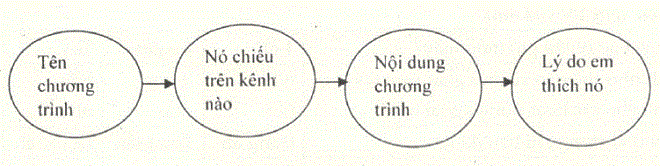 Tên
chương
trình
Nó chiếu
trên kênh
nào
Nội dung
chương
trình
Lý do em
thích nó